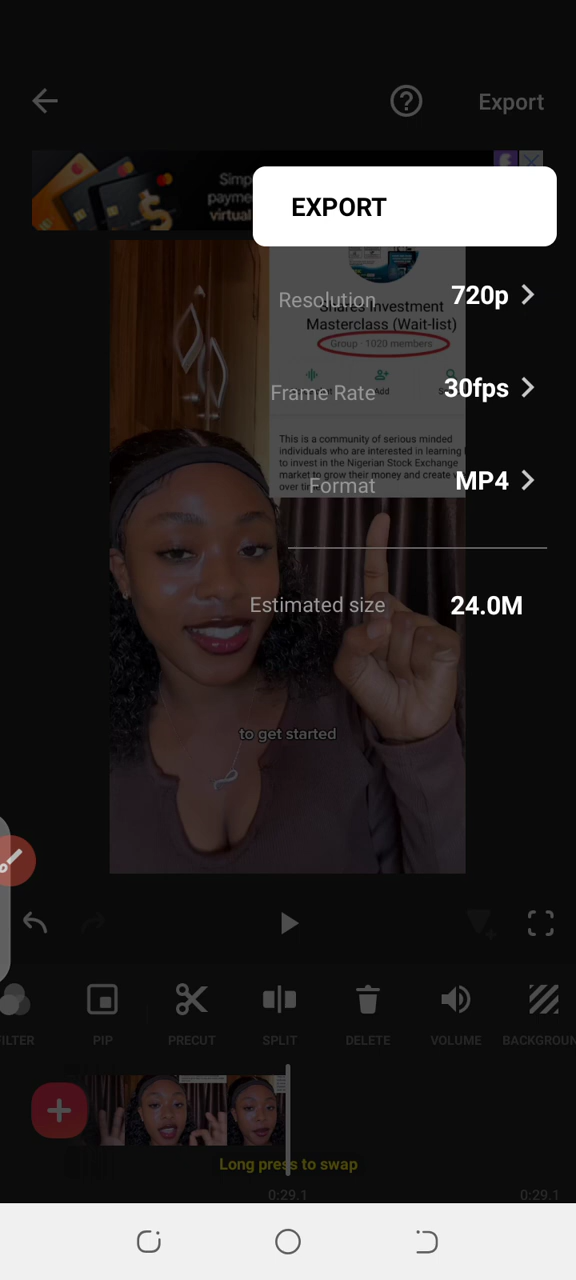 Export
Simp
payme
virtual
EXPORT
Resolution
720p
Shares Investment
Masterclass (Wait-list)
Group · 1020 members
Frame Rate
30fps
Add
This is a community of serious minded
individuals who are interested in learning
to invest in the Nigerian Stock Exchange
market to grow their money and create
over tim
Format
MP4
Estimated size
24.0M
to get started
ILTER
PIP
PRECUT
SPLIT
DELETE
VOLUME
BACKGROUN
Long press to swap
0:29.1
0:29.1